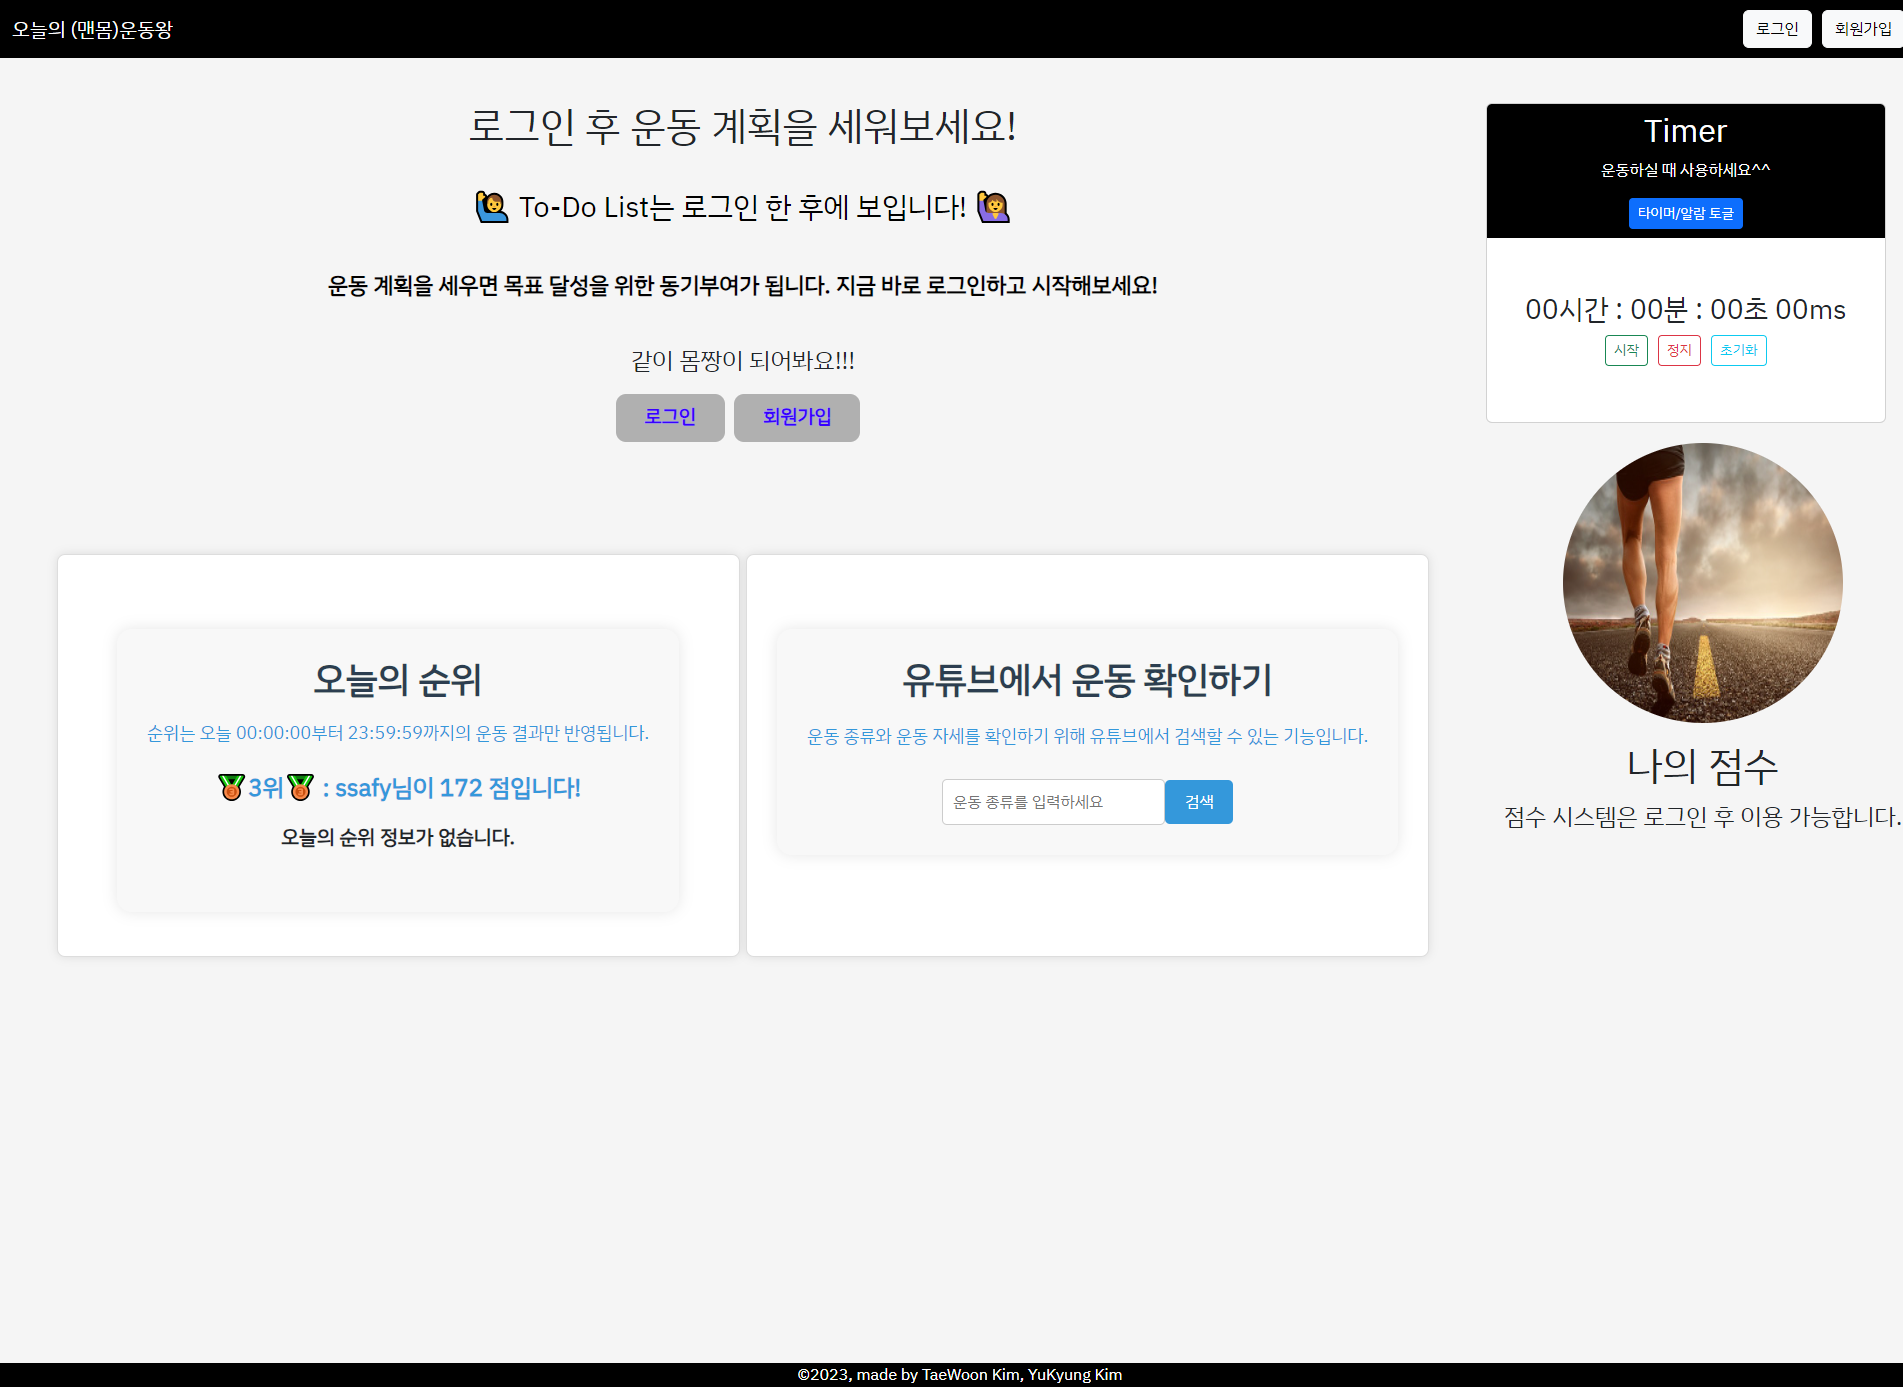 오늘의 (맨몸)운동왕
로그인
회원가입
로그인 후 운동 계획을 세워보세요!
🙋‍♂️ To-Do List는 로그인 한 후에 보입니다! 🙋‍♀️
운동 계획을 세우면 목표 달성을 위한 동기부여가 됩니다. 지금 바로 로그인하고 시작해보세요!
같이 몸짱이 되어봐요!!!
로그인
회원가입
Timer
운동하실 때 사용하세요^^
타이머/알람 토글
00시간 : 00분 : 00초 00ms
시작
정지
초기화
나의 점수
점수 시스템은 로그인 후 이용 가능합니다.
오늘의 순위
순위는 오늘 00:00:00부터 23:59:59까지의 운동 결과만 반영됩니다.
🥉3위🥉 : ssafy님이 172 점입니다!
오늘의 순위 정보가 없습니다.
유튜브에서 운동 확인하기
운동 종류와 운동 자세를 확인하기 위해 유튜브에서 검색할 수 있는 기능입니다.
운동 종류를 입력하세요
검색
©2023, made by TaeWoon Kim, YuKyung Kim